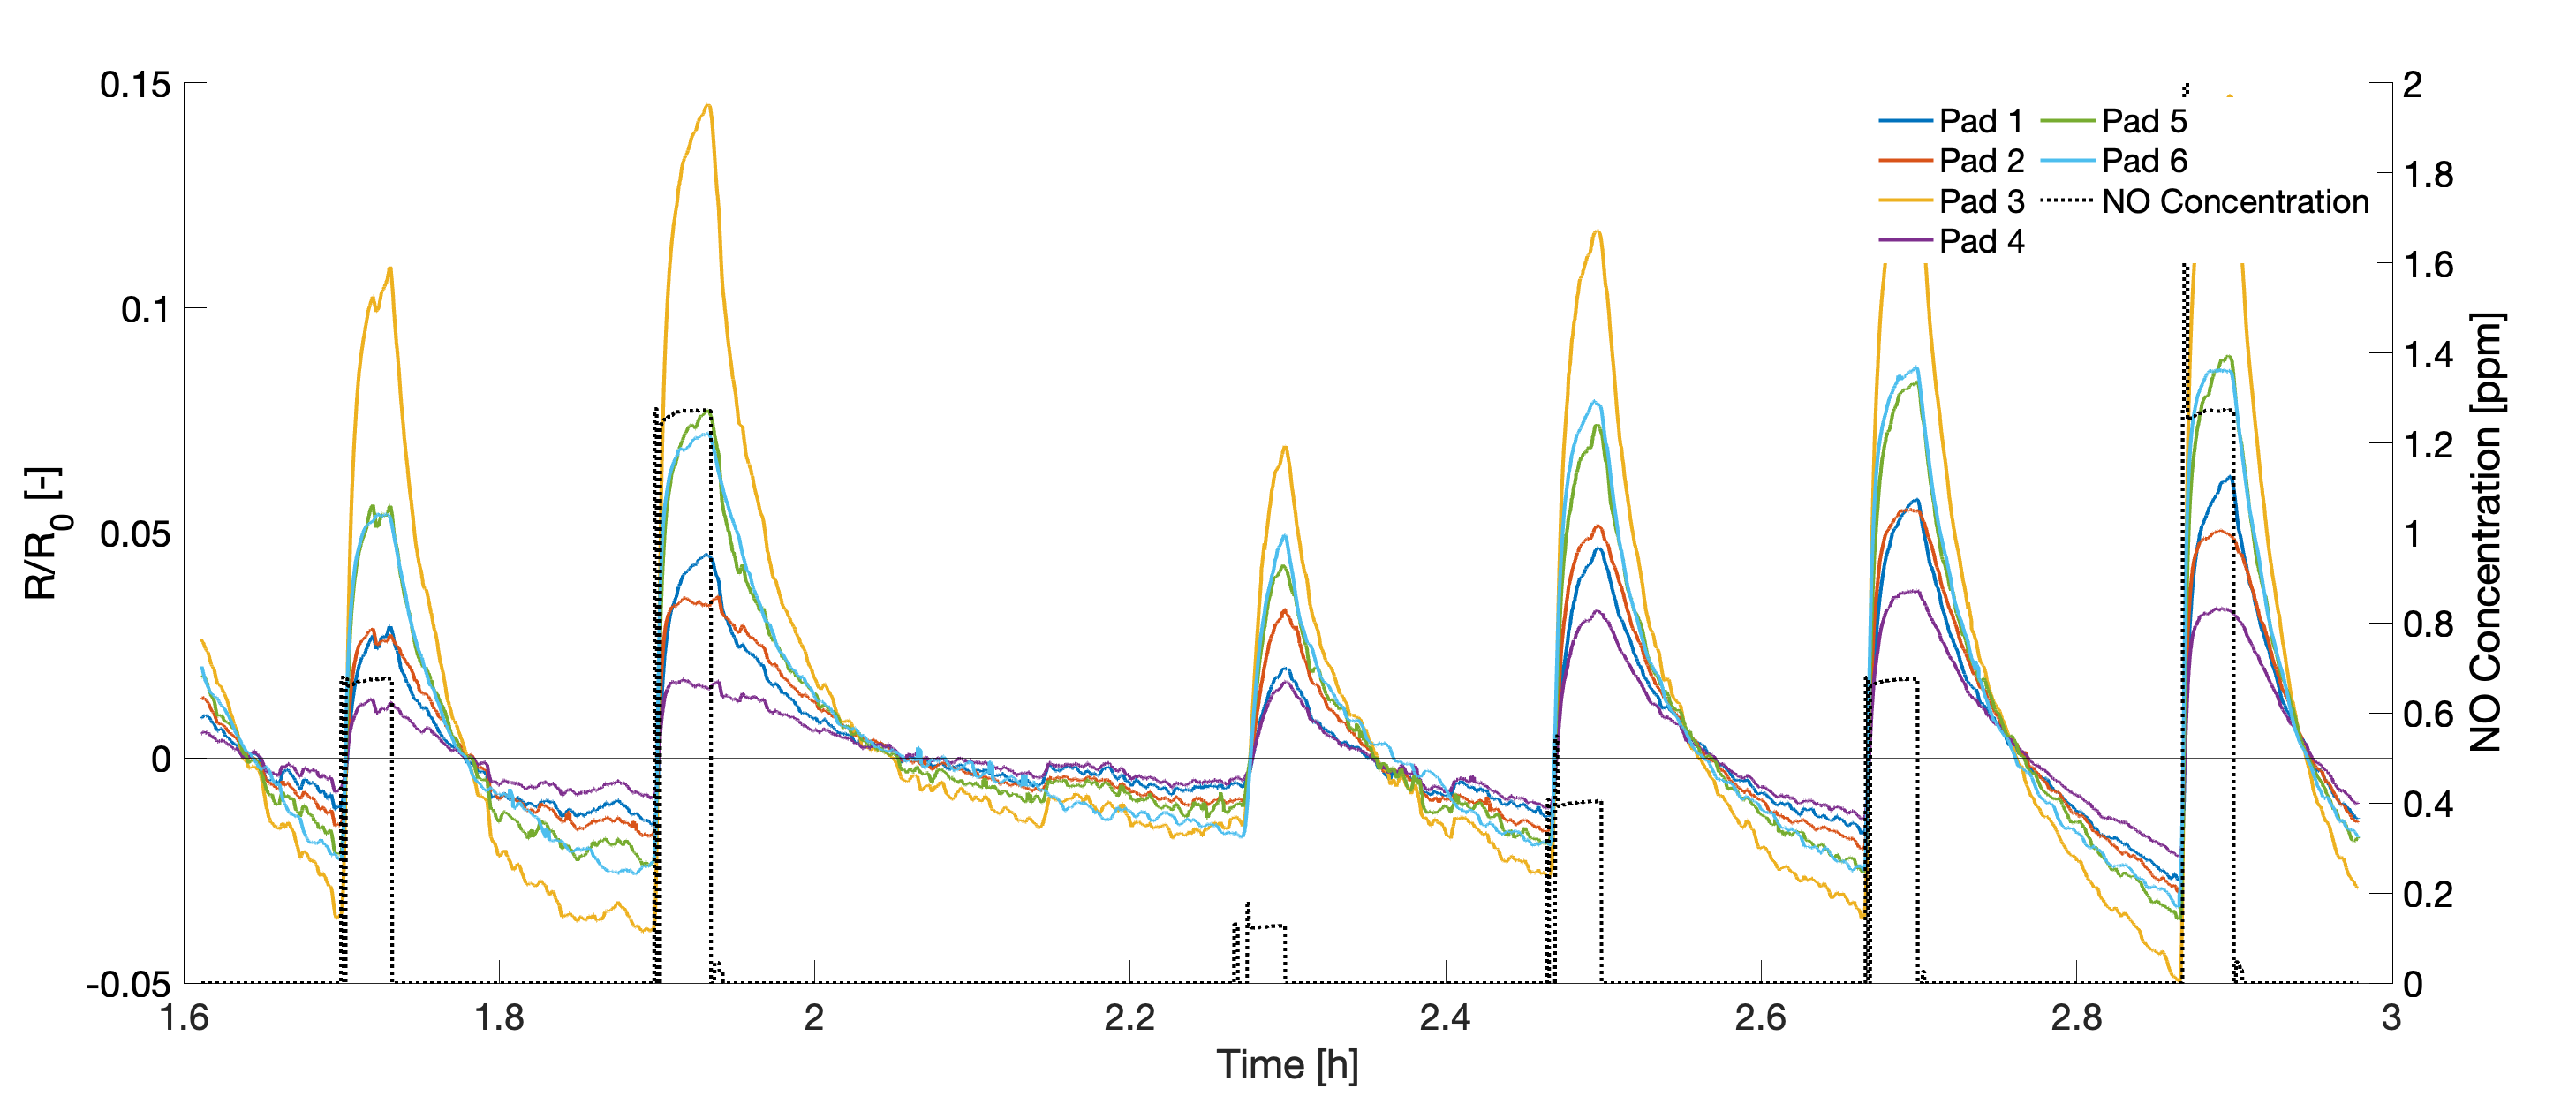 0.15
0.1
0.05
0
-0.05
R/R0 [-]
1.6
1.8
2
2.2
2.4
2.6
2.8
3
Time [h]
2
1.8
1.6
1.4
1.2
1
0.8
0.6
0.4
0.2
0
NO Concentration [ppm]
Pad 1
Pad 2
Pad 3
Pad 4
Pad 5
Pad 6
NO Concentration